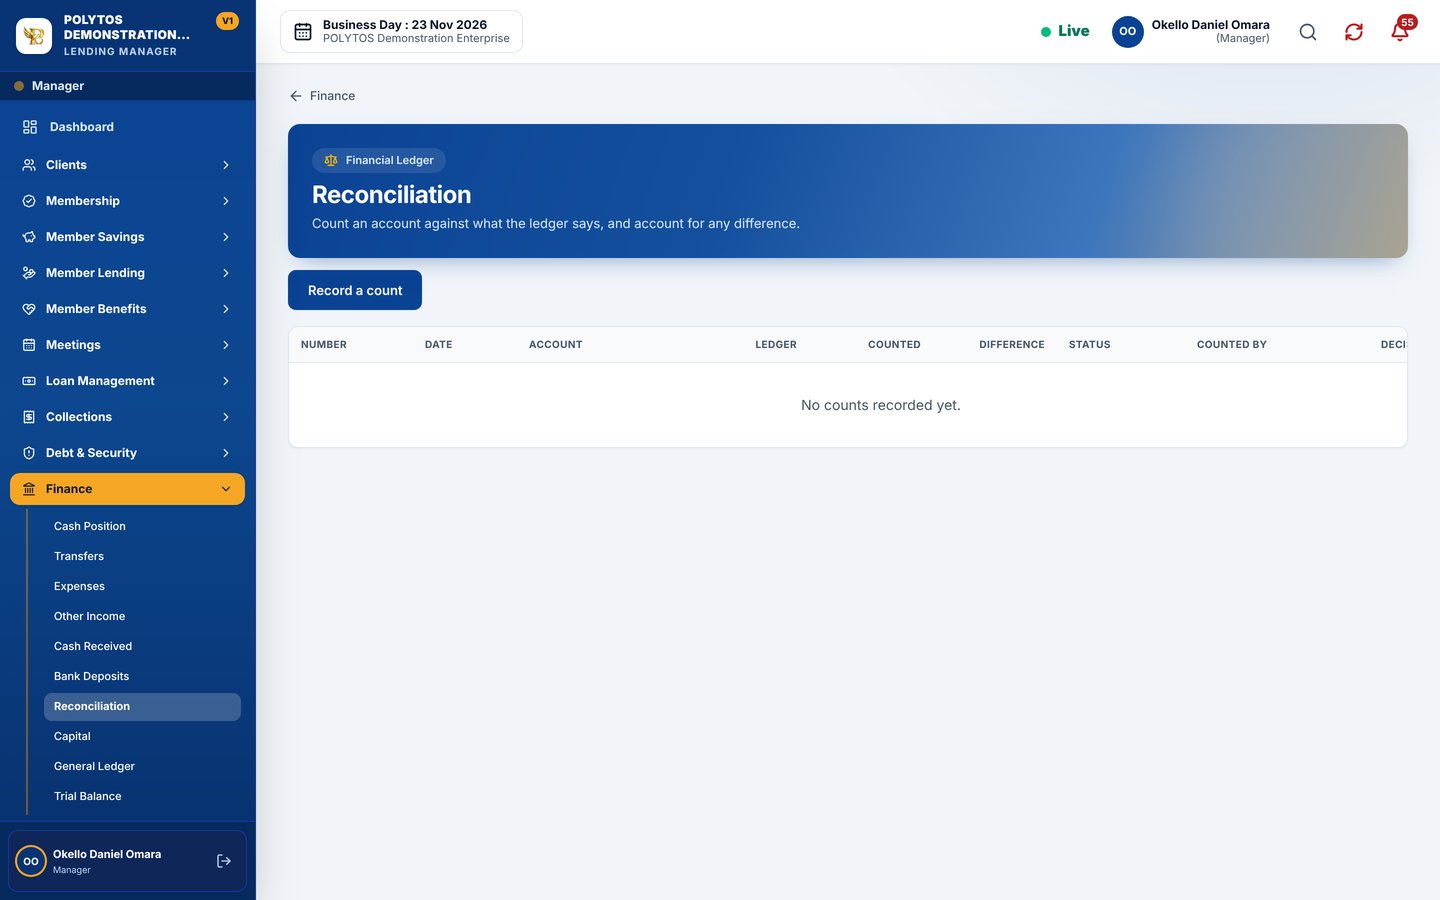 POLYTOS
DEMONSTRATION...
V1
LENDING MANAGER
Manager
Dashboard
Clients
Membership
Member Savings
Member Lending
Member Benefits
Meetings
Loan Management
Collections
Debt & Security
Finance
Cash Position
Transfers
Expenses
Other Income
Cash Received
Bank Deposits
Reconciliation
Capital
General Ledger
Trial Balance
OO
Okello Daniel Omara
Manager
Business Day : 23 Nov 2026
POLYTOS Demonstration Enterprise
Live
OO
Okello Daniel Omara
(Manager)
55
Finance
Financial Ledger
Reconciliation
Count an account against what the ledger says, and account for any difference.
Record a count
NUMBER DATE ACCOUNT LEDGER COUNTED DIFFERENCE STATUS COUNTED BY DECI
No counts recorded yet.